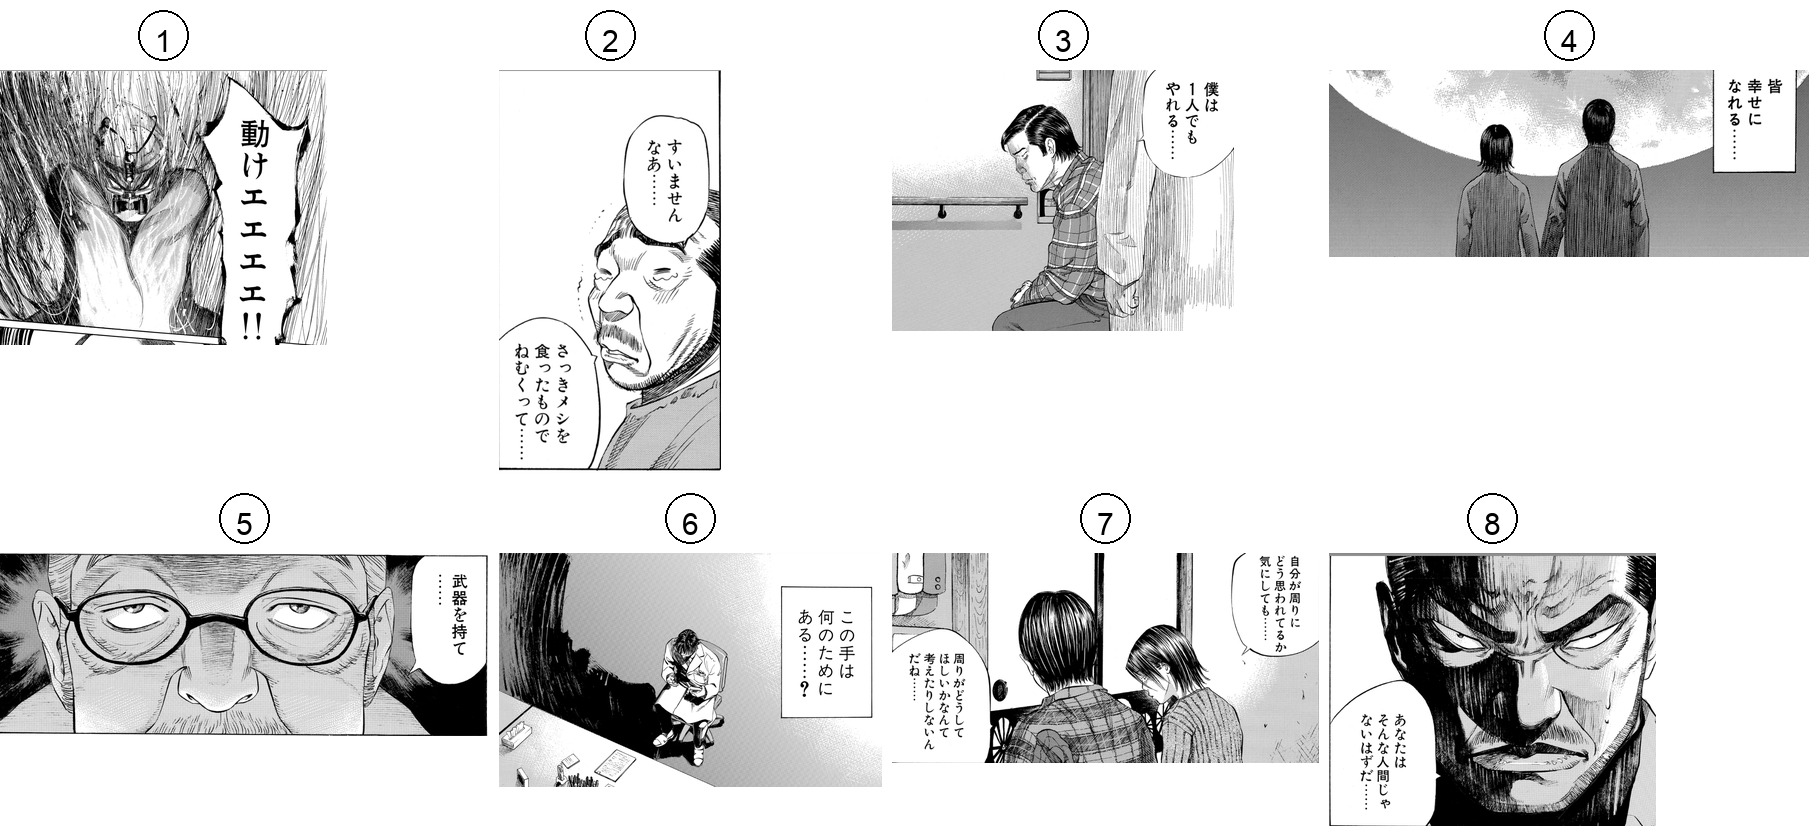 1
動けェェェェ!!
2
すいません
なあ……
さっきメシを
食ったもので
ねむくって……
3
僕は
1人でも
やれる……
4
皆
幸せに
なれる……
5
武器を持て
……
6
この手は
何のために
ある……?
7
自分が周りに
どう思われてるか
気にしても……
周りがどうして
ほしいかなんて
考えたりしないん
だね……
8
あなたは
そんな人間じゃ
ないはずだ……